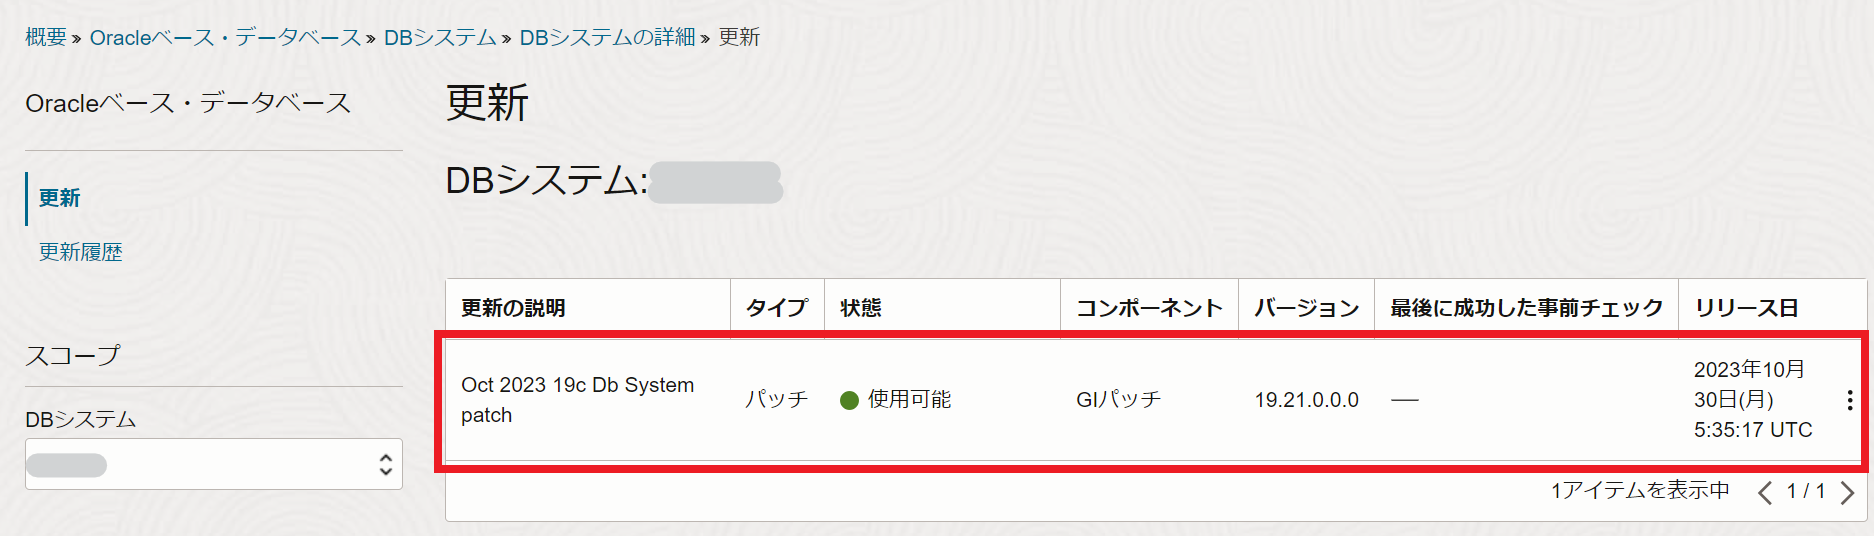 概要 » Oracleベース・データベース » DBシステム » DBシステムの詳細 » 更新
Oracleベース・データベース
更新
更新履歴
スコープ
DBシステム
更新
DBシステム:
更新の説明 タイプ 状態 コンポーネント バージョン 最後に成功した事前チェック リリース日
Oct 2023 19c Db System
patch
パッチ
使用可能
GIパッチ
19.21.0.0.0
—
2023年10月
30日(月)
5:35:17 UTC
1アイテムを表示中 1 / 1